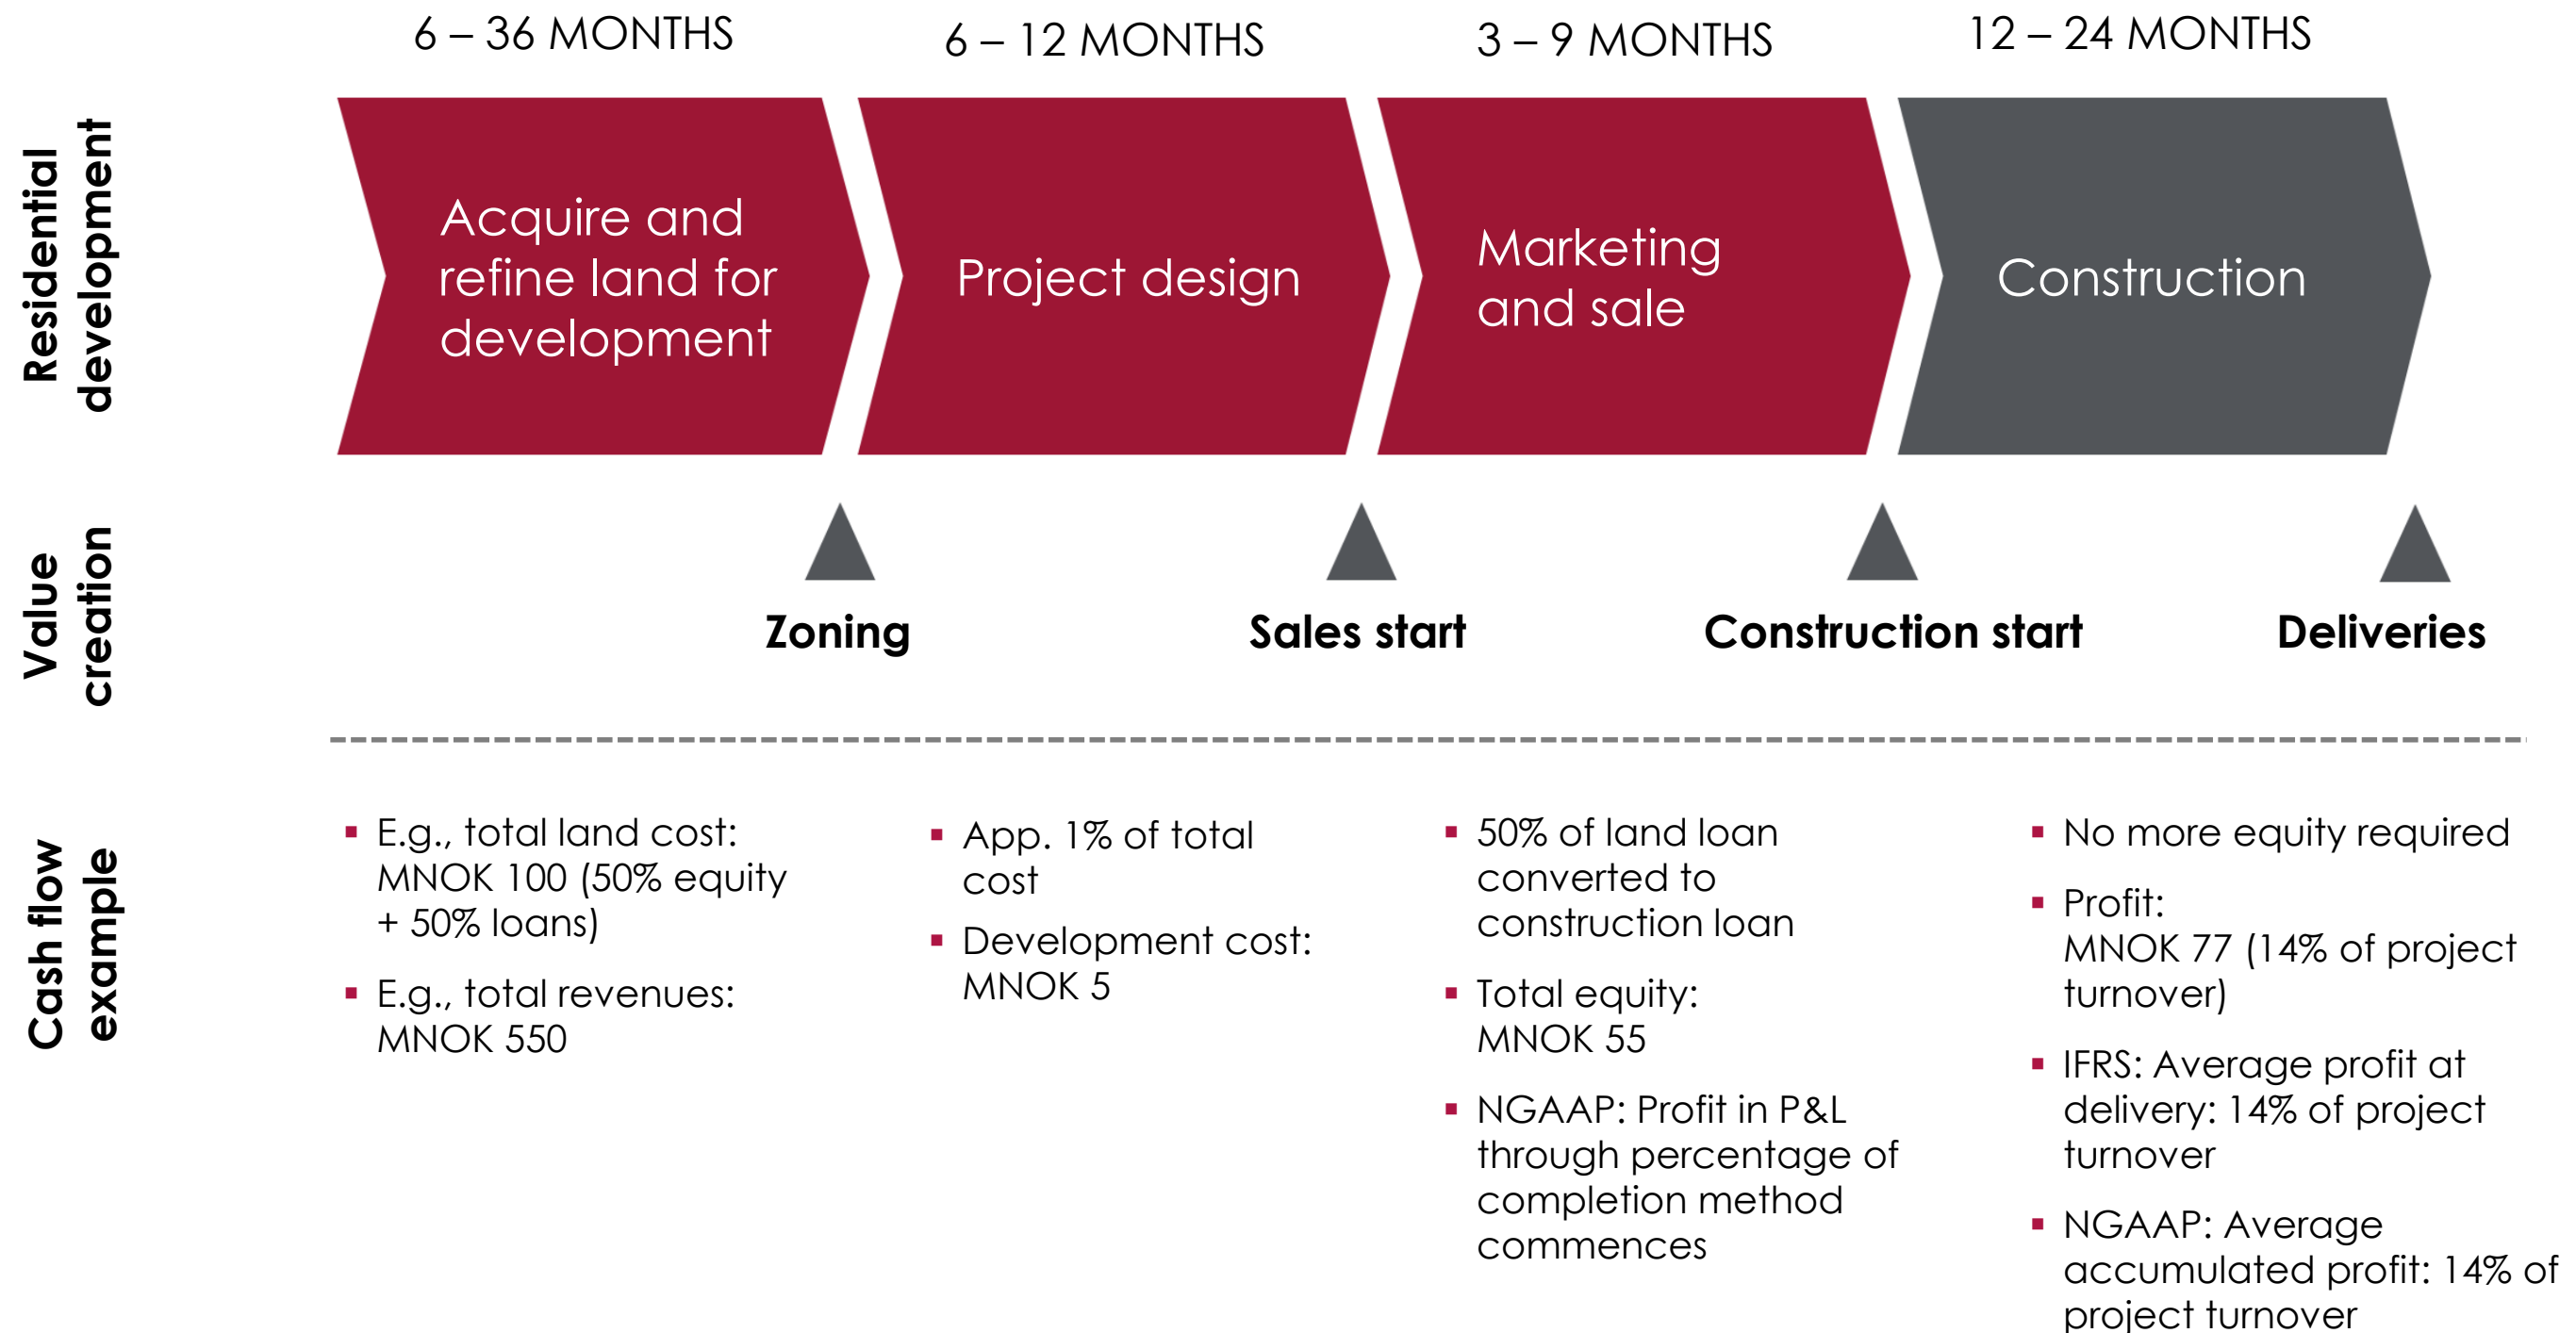 6 – 36 MONTHS
6 – 12 MONTHS
3 – 9 MONTHS
12 – 24 MONTHS
Residential
development
Acquire and
refine land for
development
Project design
Marketing
and sale
Construction
Value
creation
Zoning
Sales start
Construction start
Deliveries
Cash flow
example
▪ E.g., total land cost:
MNOK 100 (50% equity
+ 50% loans)
▪ E.g., total revenues:
MNOK 550
▪ App. 1% of total
cost
▪ Development cost:
MNOK 5
▪ 50% of land loan
converted to
construction loan
▪ Total equity:
MNOK 55
▪ NGAAP: Profit in P&L
through percentage of
completion method
commences
▪ No more equity required
▪ Profit:
MNOK 77 (14% of project
turnover)
▪ IFRS: Average profit at
delivery: 14% of project
turnover
▪ NGAAP: Average
accumulated profit: 14% of
project turnover